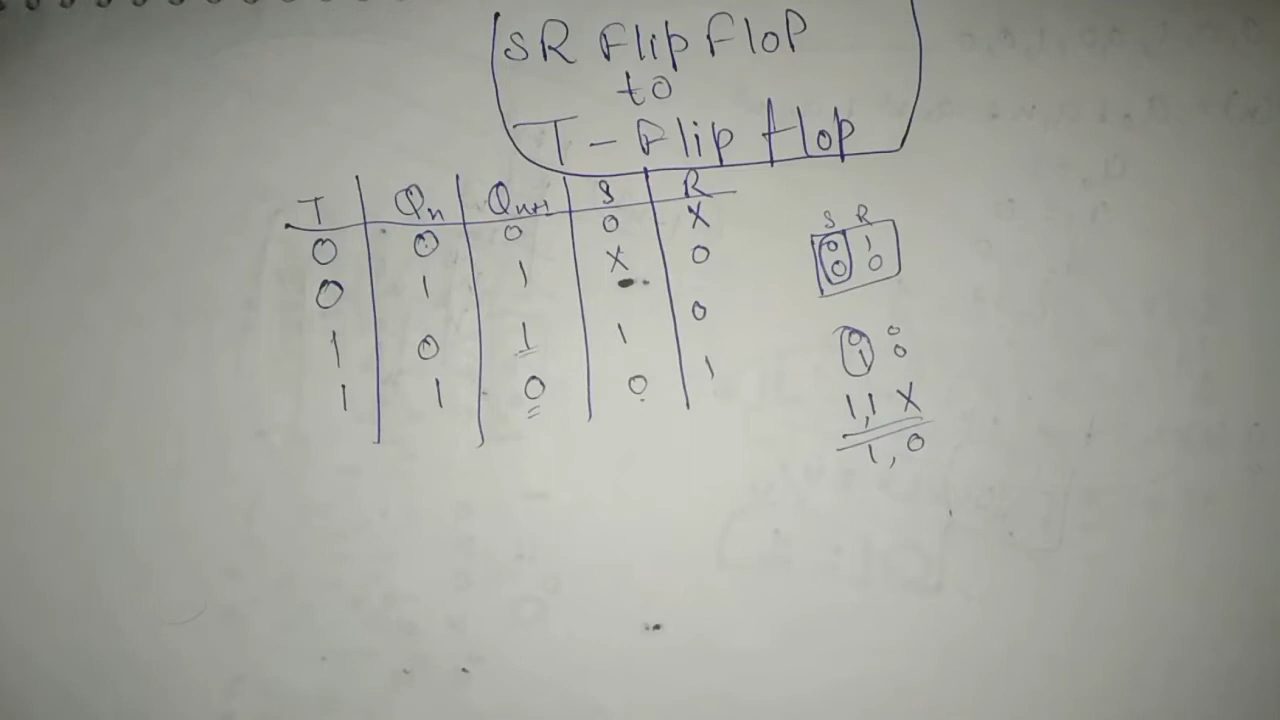 SR Flip Flop
to
T - Flip flop
T Qn Qn+1 S R
0 0 0 0 X
0 1 1 X 0
1 0 1 1 0
1 1 0 0 1
S R
0 1
0 0
0 0
1 0
1,1 X
1,0